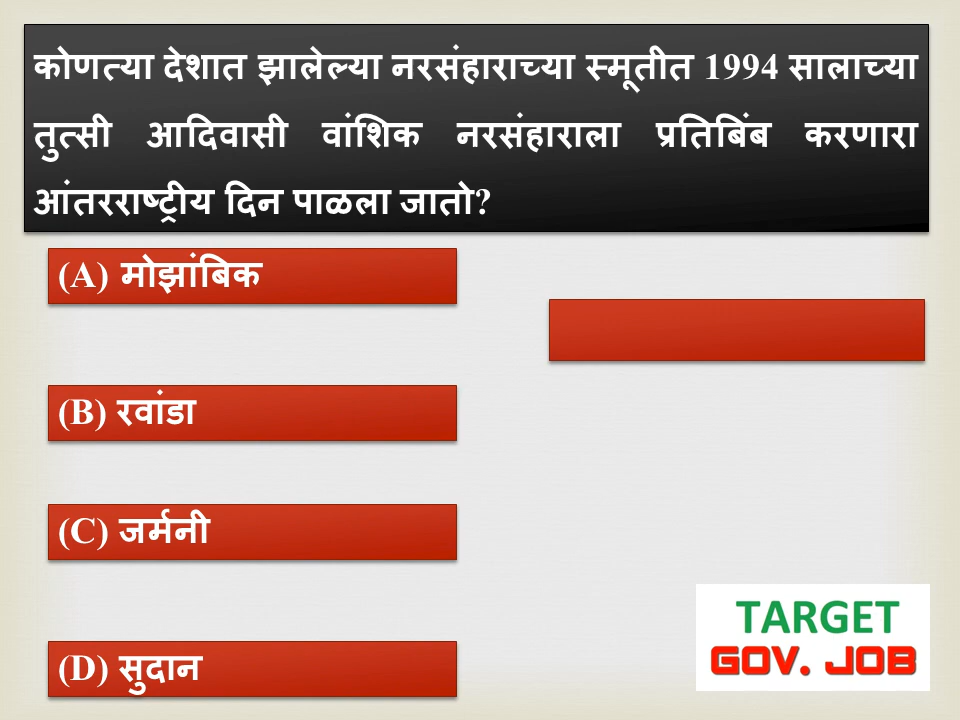 कोणत्या देशात झालेल्या नरसंहाराच्या स्मृतीत 1994 सालाच्या
तुत्सी आदिवासी वांशिक नरसंहाराला प्रतिबिंब करणारा
आंतरराष्ट्रीय दिन पाळला जातो?
(A) मोझांबिक
(B) रवांडा
(C) जर्मनी
(D) सुदान
TARGET
GOV. JOB